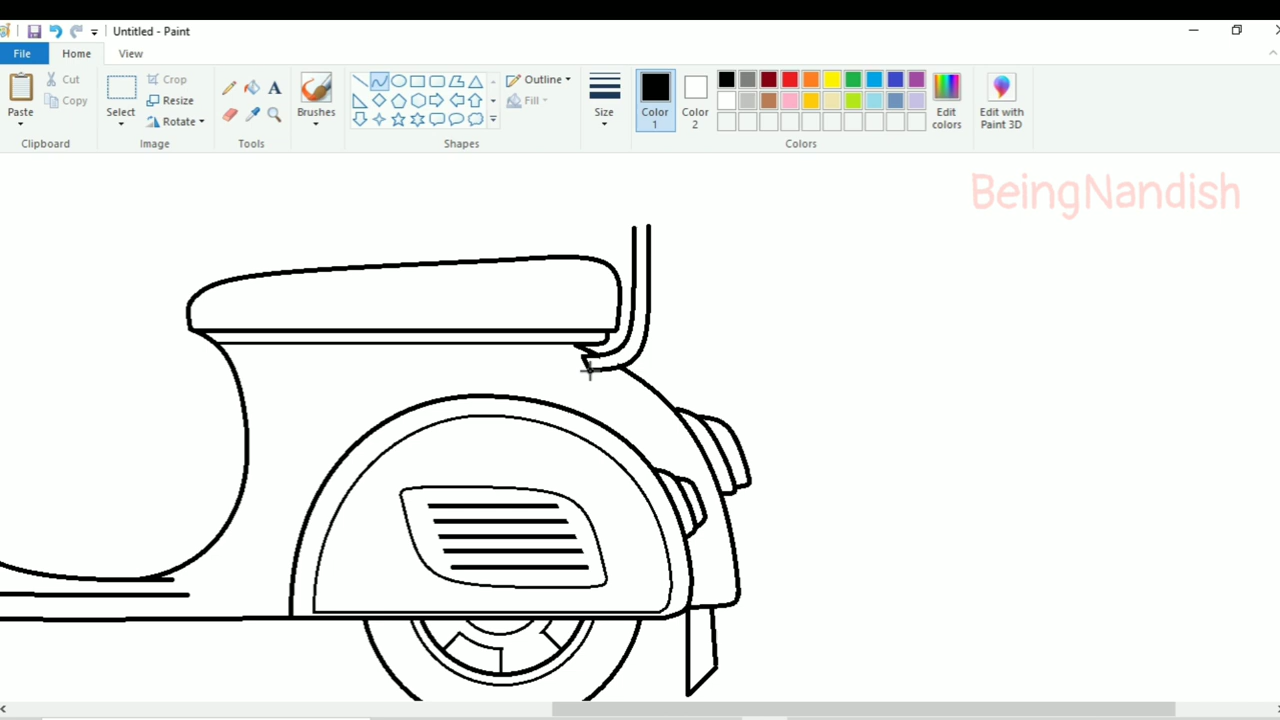 Untitled - Paint
File Home View
Paste
Cut
Copy
Clipboard
Select
Crop
Resize
Rotate
Image
A
Tools
Brushes
Outline
Fill
Shapes
Size
Color 1
Color 2
Edit colors
Colors
Edit with Paint 3D
BeingNandish